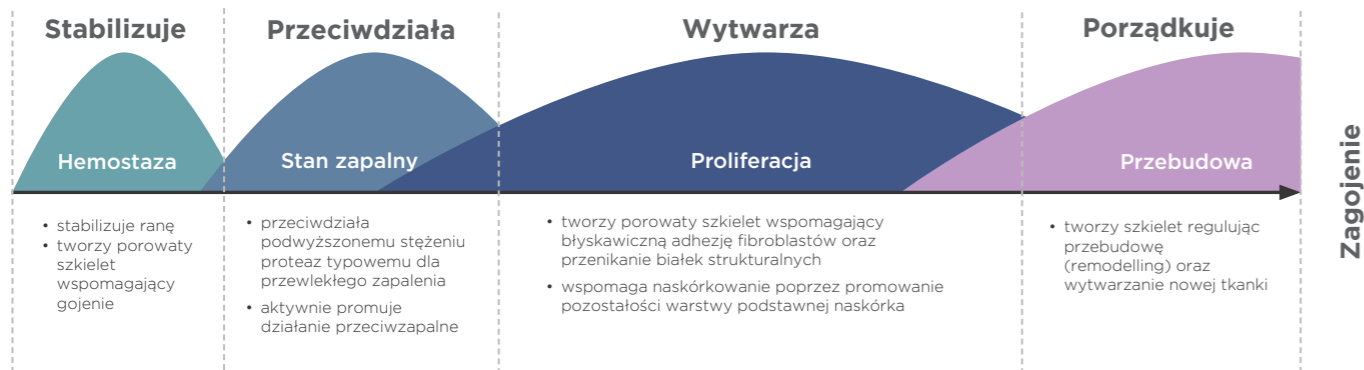 Stabilizuje
Przeciwdziała
Wytwarza
Porządkuje
Hemostaza
Stan zapalny
Proliferacja
Przebudowa
Zagojenie
• stabilizuje ranę
• tworzy porowaty
szkielet
wspomagający
gojenie
• przeciwdziała
podwyższonemu stężeniu
proteaz typowemu dla
przewlekłego zapalenia
• aktywnie promuje
działanie przeciwzapalne
• tworzy porowaty szkielet wspomagający
błyskawiczną adhezję fibroblastów oraz
przenikanie białek strukturalnych
• wspomaga naskórkowanie poprzez promowanie
pozostałości warstwy podstawnej naskórka
• tworzy szkielet regulując
przebudowę
(remodelling) oraz
wytwarzanie nowej tkanki